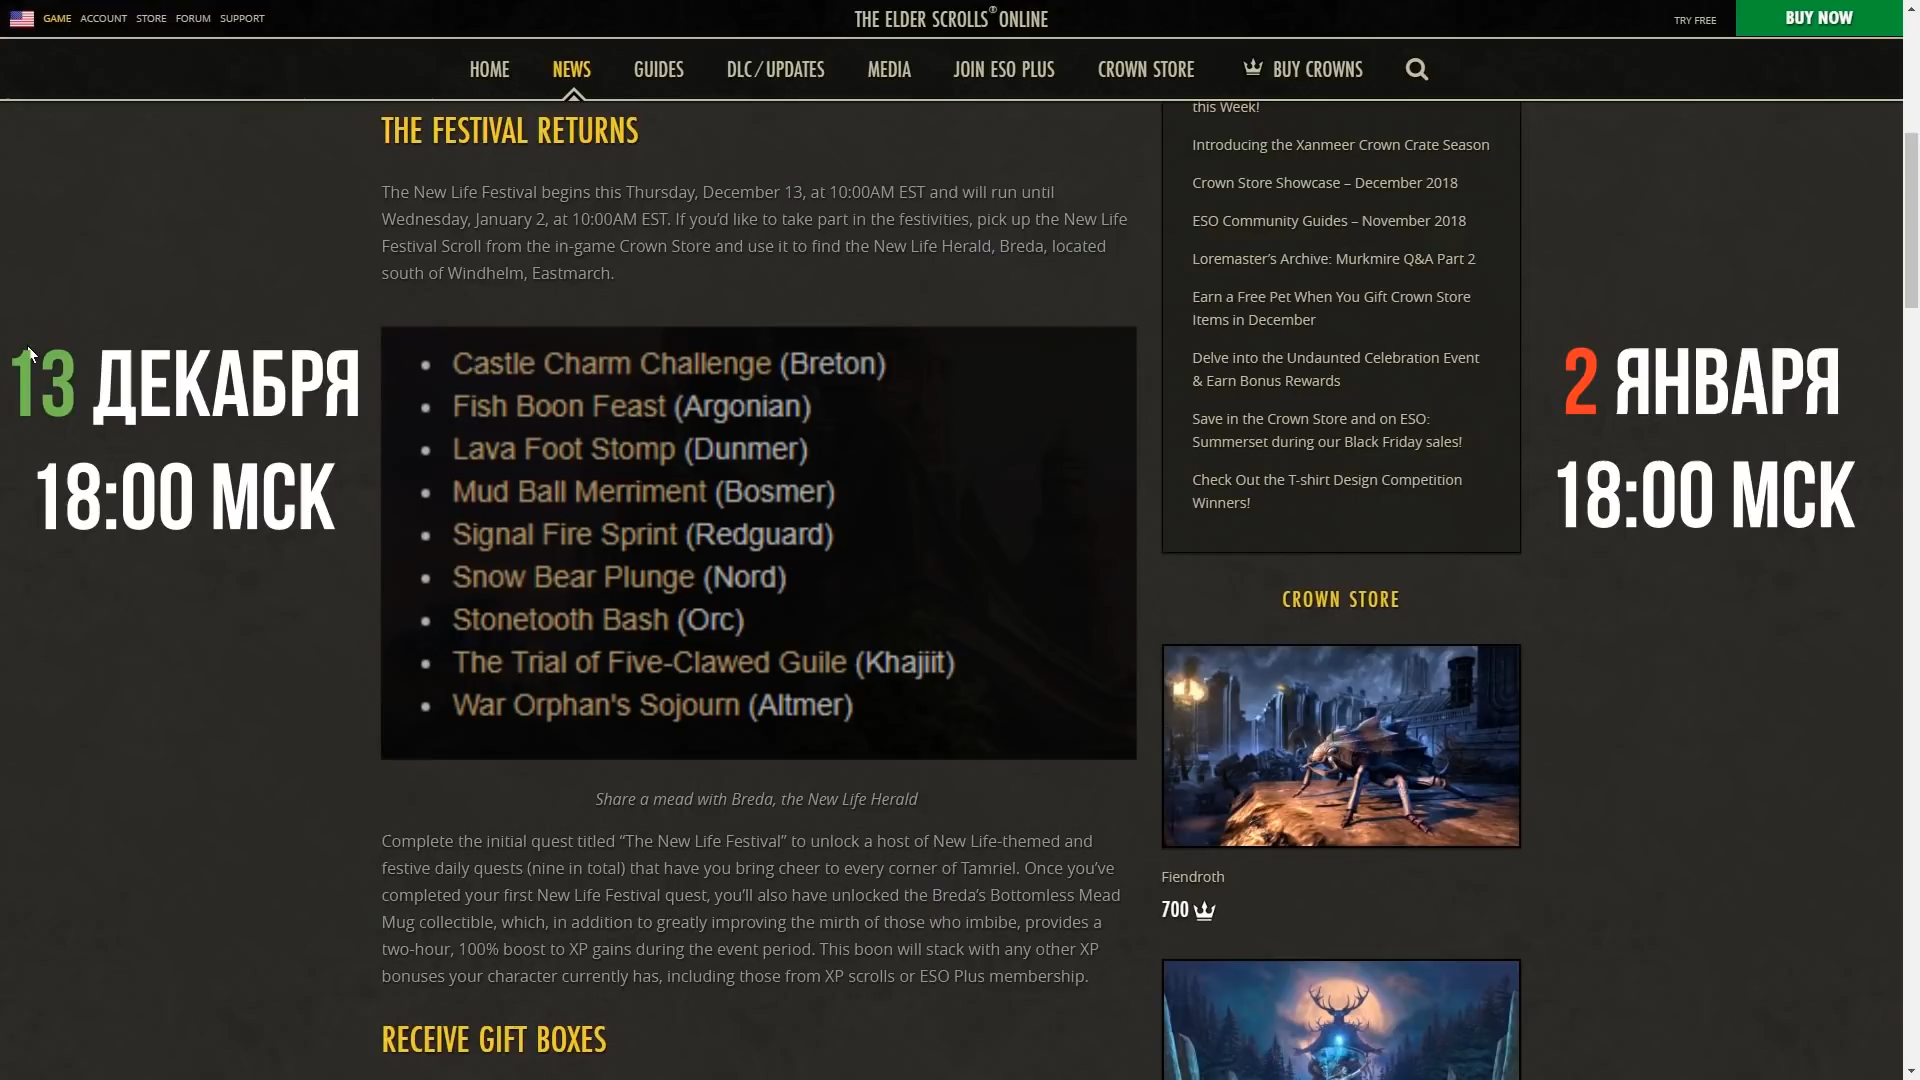 GAME ACCOUNT STORE FORUM SUPPORT
THE ELDER SCROLLS® ONLINE
TRY FREE
BUY NOW
HOME NEWS GUIDES DLC/UPDATES MEDIA JOIN ESO PLUS CROWN STORE BUY CROWNS
THE FESTIVAL RETURNS
The New Life Festival begins this Thursday, December 13, at 10:00AM EST and will run until
Wednesday, January 2, at 10:00AM EST. If you’d like to take part in the festivities, pick up the New Life
Festival Scroll from the in-game Crown Store and use it to find the New Life Herald, Breda, located
south of Windhelm, Eastmarch.
13 ДЕКАБРЯ
18:00 МСК
• Castle Charm Challenge (Breton)
• Fish Boon Feast (Argonian)
• Lava Foot Stomp (Dunmer)
• Mud Ball Merriment (Bosmer)
• Signal Fire Sprint (Redguard)
• Snow Bear Plunge (Nord)
• Stonetooth Bash (Orc)
• The Trial of Five-Clawed Guile (Khajiit)
• War Orphan's Sojourn (Altmer)
Share a mead with Breda, the New Life Herald
Complete the initial quest titled “The New Life Festival” to unlock a host of New Life-themed and
festive daily quests (nine in total) that have you bring cheer to every corner of Tamriel. Once you’ve
completed your first New Life Festival quest, you’ll also have unlocked the Breda’s Bottomless Mead
Mug collectible, which, in addition to greatly improving the mirth of those who imbibe, provides a
two-hour, 100% boost to XP gains during the event period. This boon will stack with any other XP
bonuses your character currently has, including those from XP scrolls or ESO Plus membership.
RECEIVE GIFT BOXES
this Week!
Introducing the Xanmeer Crown Crate Season
Crown Store Showcase – December 2018
ESO Community Guides – November 2018
Loremaster’s Archive: Murkmire Q&A Part 2
Earn a Free Pet When You Gift Crown Store
Items in December
Delve into the Undaunted Celebration Event
& Earn Bonus Rewards
Save in the Crown Store and on ESO:
Summerset during our Black Friday sales!
Check Out the T-shirt Design Competition
Winners!
CROWN STORE
Fiendroth
700
2 ЯНВАРЯ
18:00 МСК